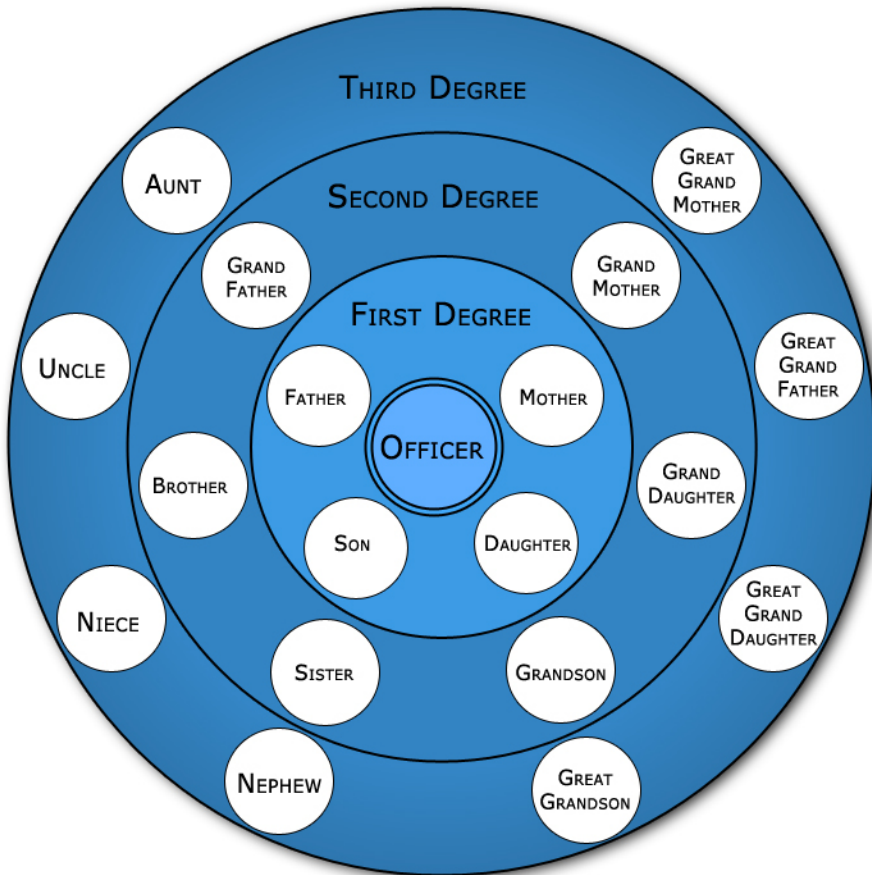 Third Degree
Aunt
Great
Grand
Mother
Second Degree
Grand
Father
Grand
Mother
First Degree
Uncle
Great
Grand
Father
Father
Mother
Officer
Brother
Grand
Daughter
Son
Daughter
Niece
Great
Grand
Daughter
Sister
Grandson
Nephew
Great
Grandson